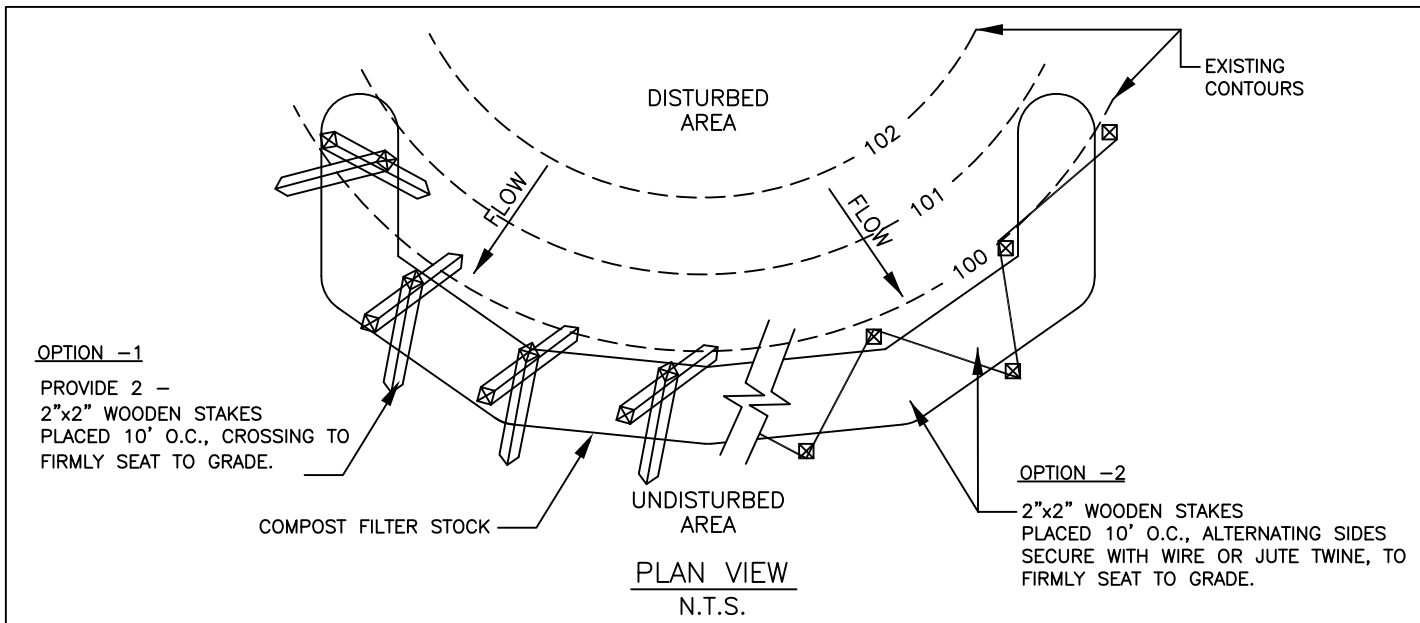 DISTURBED
AREA
EXISTING
CONTOURS
102
101
100
FLOW
FLOW
OPTION -1
PROVIDE 2 -
2"x2" WOODEN STAKES
PLACED 10' O.C., CROSSING TO
FIRMLY SEAT TO GRADE.
COMPOST FILTER STOCK
UNDISTURBED
AREA
OPTION -2
2"x2" WOODEN STAKES
PLACED 10' O.C., ALTERNATING SIDES
SECURE WITH WIRE OR JUTE TWINE, TO
FIRMLY SEAT TO GRADE.
PLAN VIEW
N.T.S.